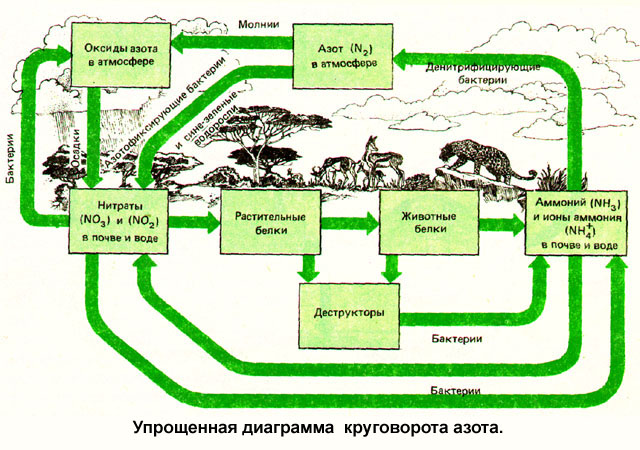 Молнии
Оксиды азота
в атмосфере
Азот (N₂)
в атмосфере
Денитрифицирующие
бактерии
Азотофиксирующие бактерии
и сине-зеленые
водоросли
Бактерии
Осадки
Нитраты
(NO₃) и (NO₂)
в почве и воде
Растительные
белки
Животные
белки
Аммоний (NH₃)
и ионы аммония
(NH₄⁺)
в почве и воде
Деструкторы
Бактерии
Бактерии
Упрощенная диаграмма круговорота азота.